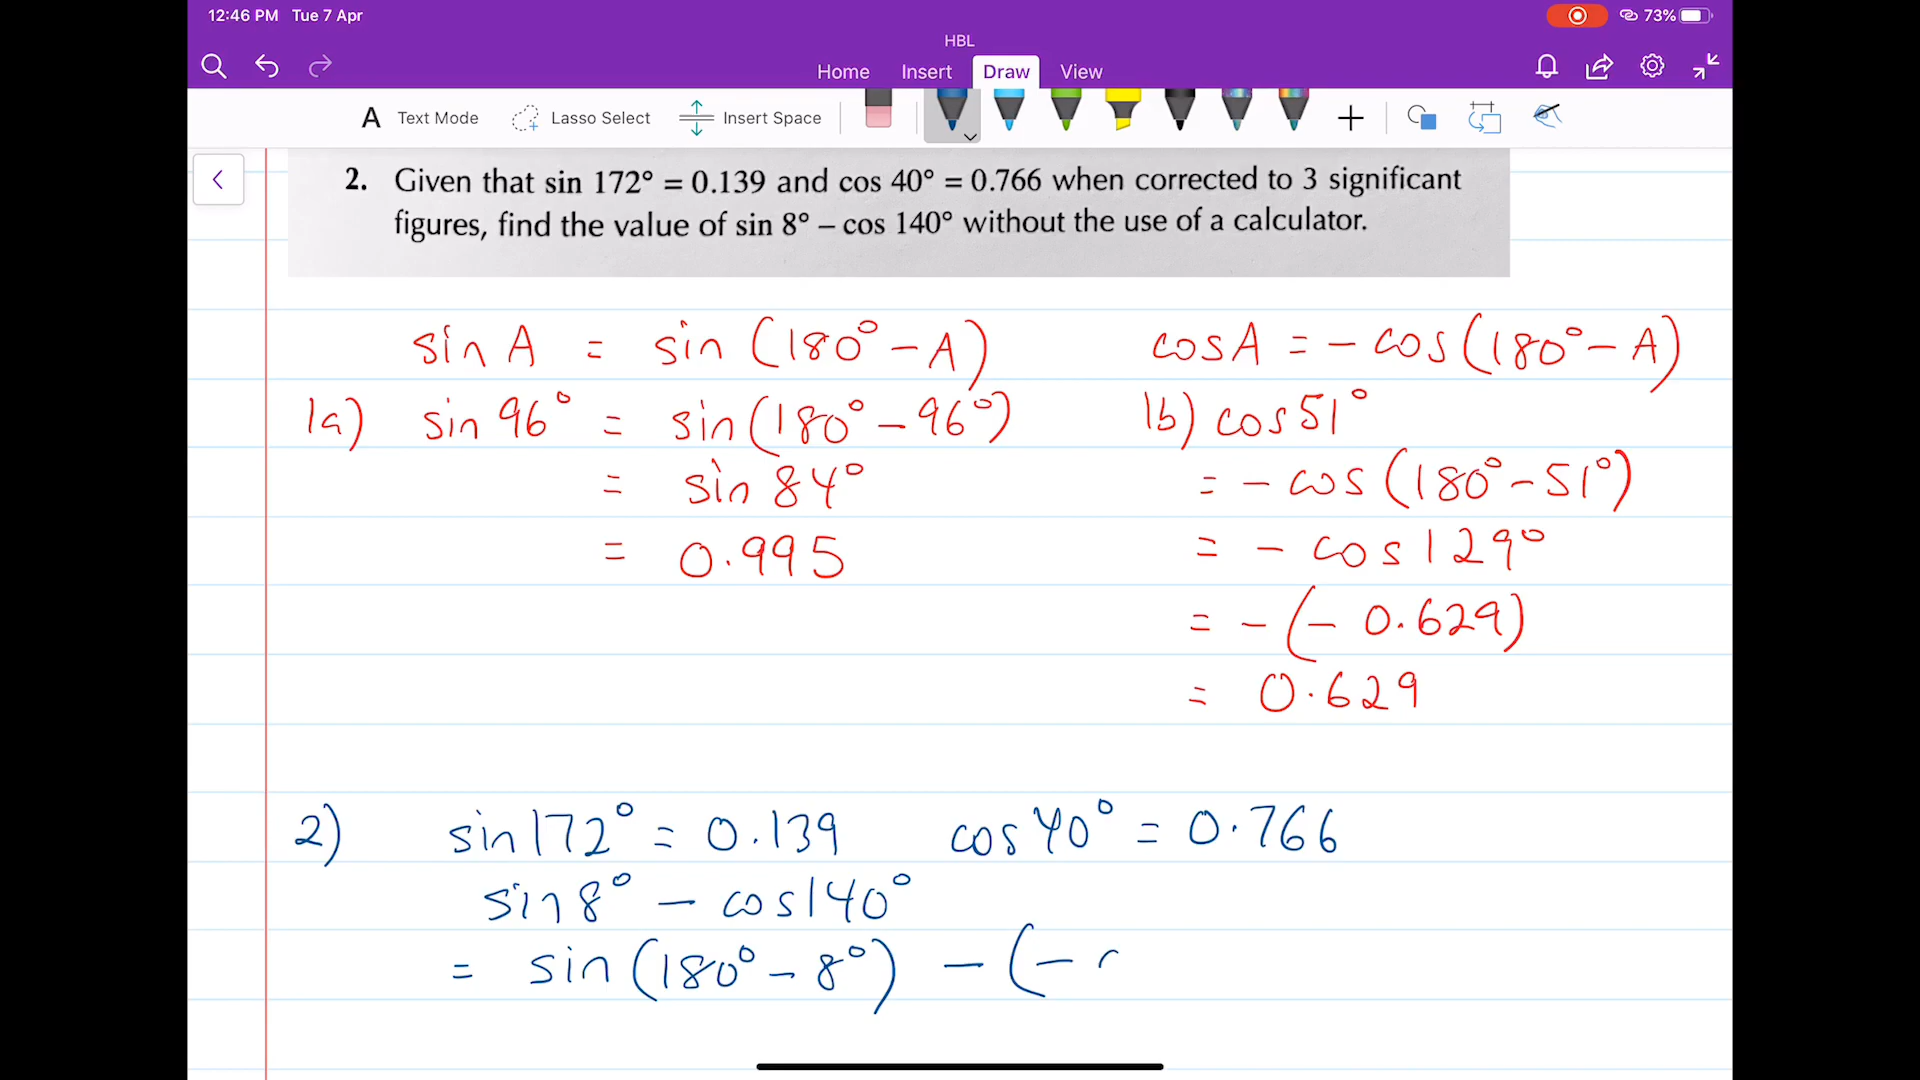 12:46 PM Tue 7 Apr
73%
HBL
Home Insert Draw View
A Text Mode Lasso Select Insert Space
2. Given that sin 172° = 0.139 and cos 40° = 0.766 when corrected to 3 significant
figures, find the value of sin 8° – cos 140° without the use of a calculator.
sin A = sin (180° – A)
cos A = – cos (180° – A)
1a) sin 96° = sin (180° – 96°)
= sin 84°
= 0.995
1b) cos 51°
= – cos (180° – 51°)
= – cos 129°
= – (– 0.629)
= 0.629
2) sin 172° = 0.139 cos 40° = 0.766
sin 8° – cos 140°
= sin (180° – 8°) – (–